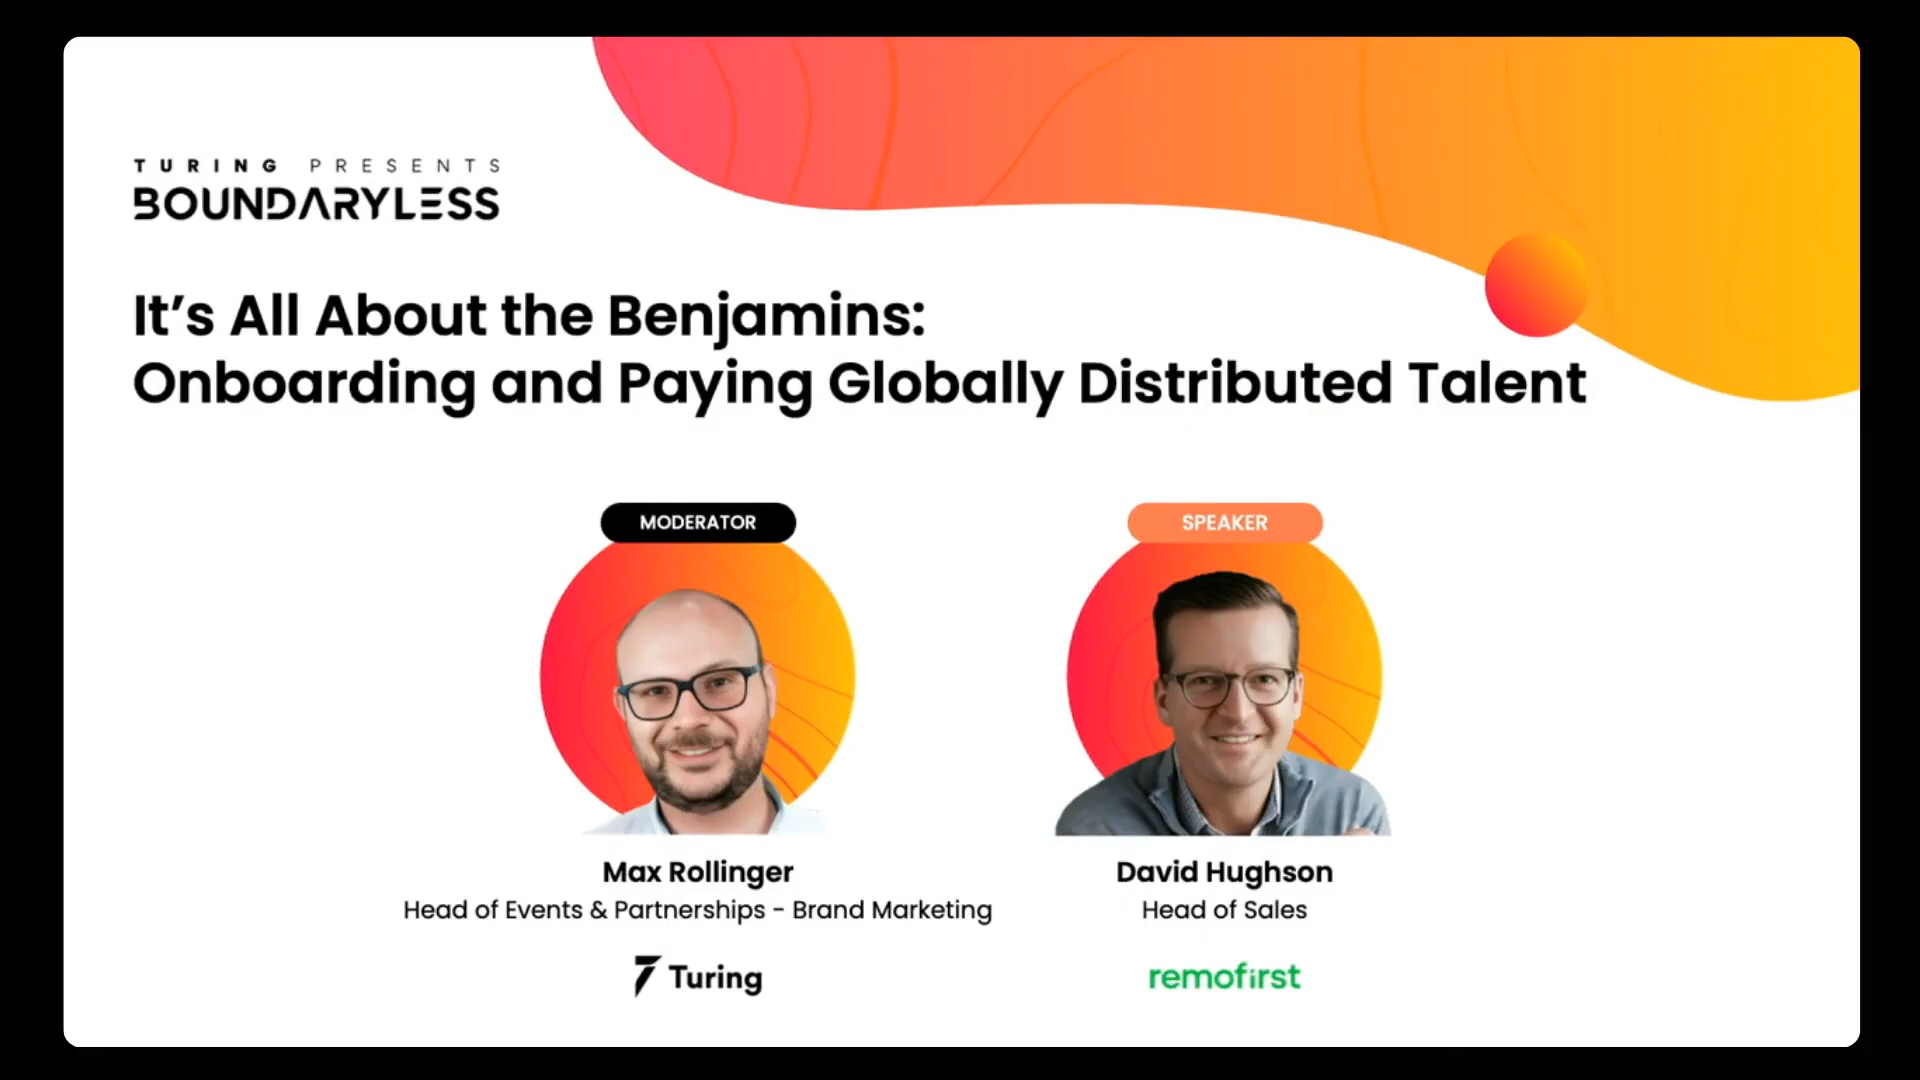 TURING PRESENTS
BOUNDARYLESS
It's All About the Benjamins:
Onboarding and Paying Globally Distributed Talent
MODERATOR
Max Rollinger
Head of Events & Partnerships - Brand Marketing
Turing
SPEAKER
David Hughson
Head of Sales
remofirst